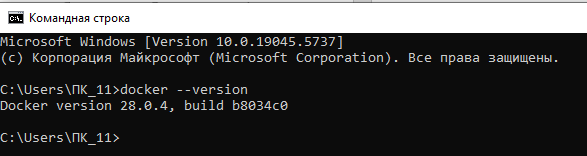 Командная строка
Microsoft Windows [Version 10.0.19045.5737]
(c) Корпорация Майкрософт (Microsoft Corporation). Все права защищены.
C:\Users\ПК_11>docker --version
Docker version 28.0.4, build b8034c0
C:\Users\ПК_11>